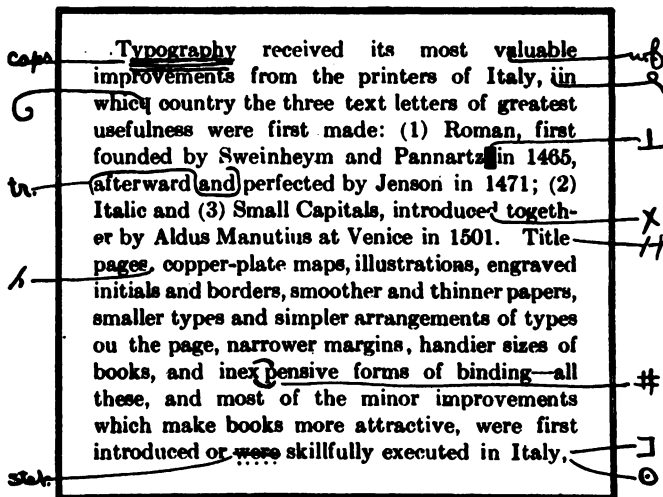 caps. Typography received its most valuable wf
improvements from the printers of Italy, iin
whicɥ country the three text letters of greatest
usefulness were first made: (1) Roman, first
founded by Sweinheym and Pannartz in 1465, ⊥
tr. afterward and perfected by Jenson in 1471; (2)
Italic and (3) Small Capitals, introduced togeth- X
er by Aldus Manutius at Venice in 1501. Title
pages, copper-plate maps, illustrations, engraved
initials and borders, smoother and thinner papers,
smaller types and simpler arrangements of types
ou the page, narrower margins, handier sizes of
books, and inex pensive forms of binding—all #
these, and most of the minor improvements
which make books more attractive, were first
stet. introduced or were skillfully executed in Italy, ⊙